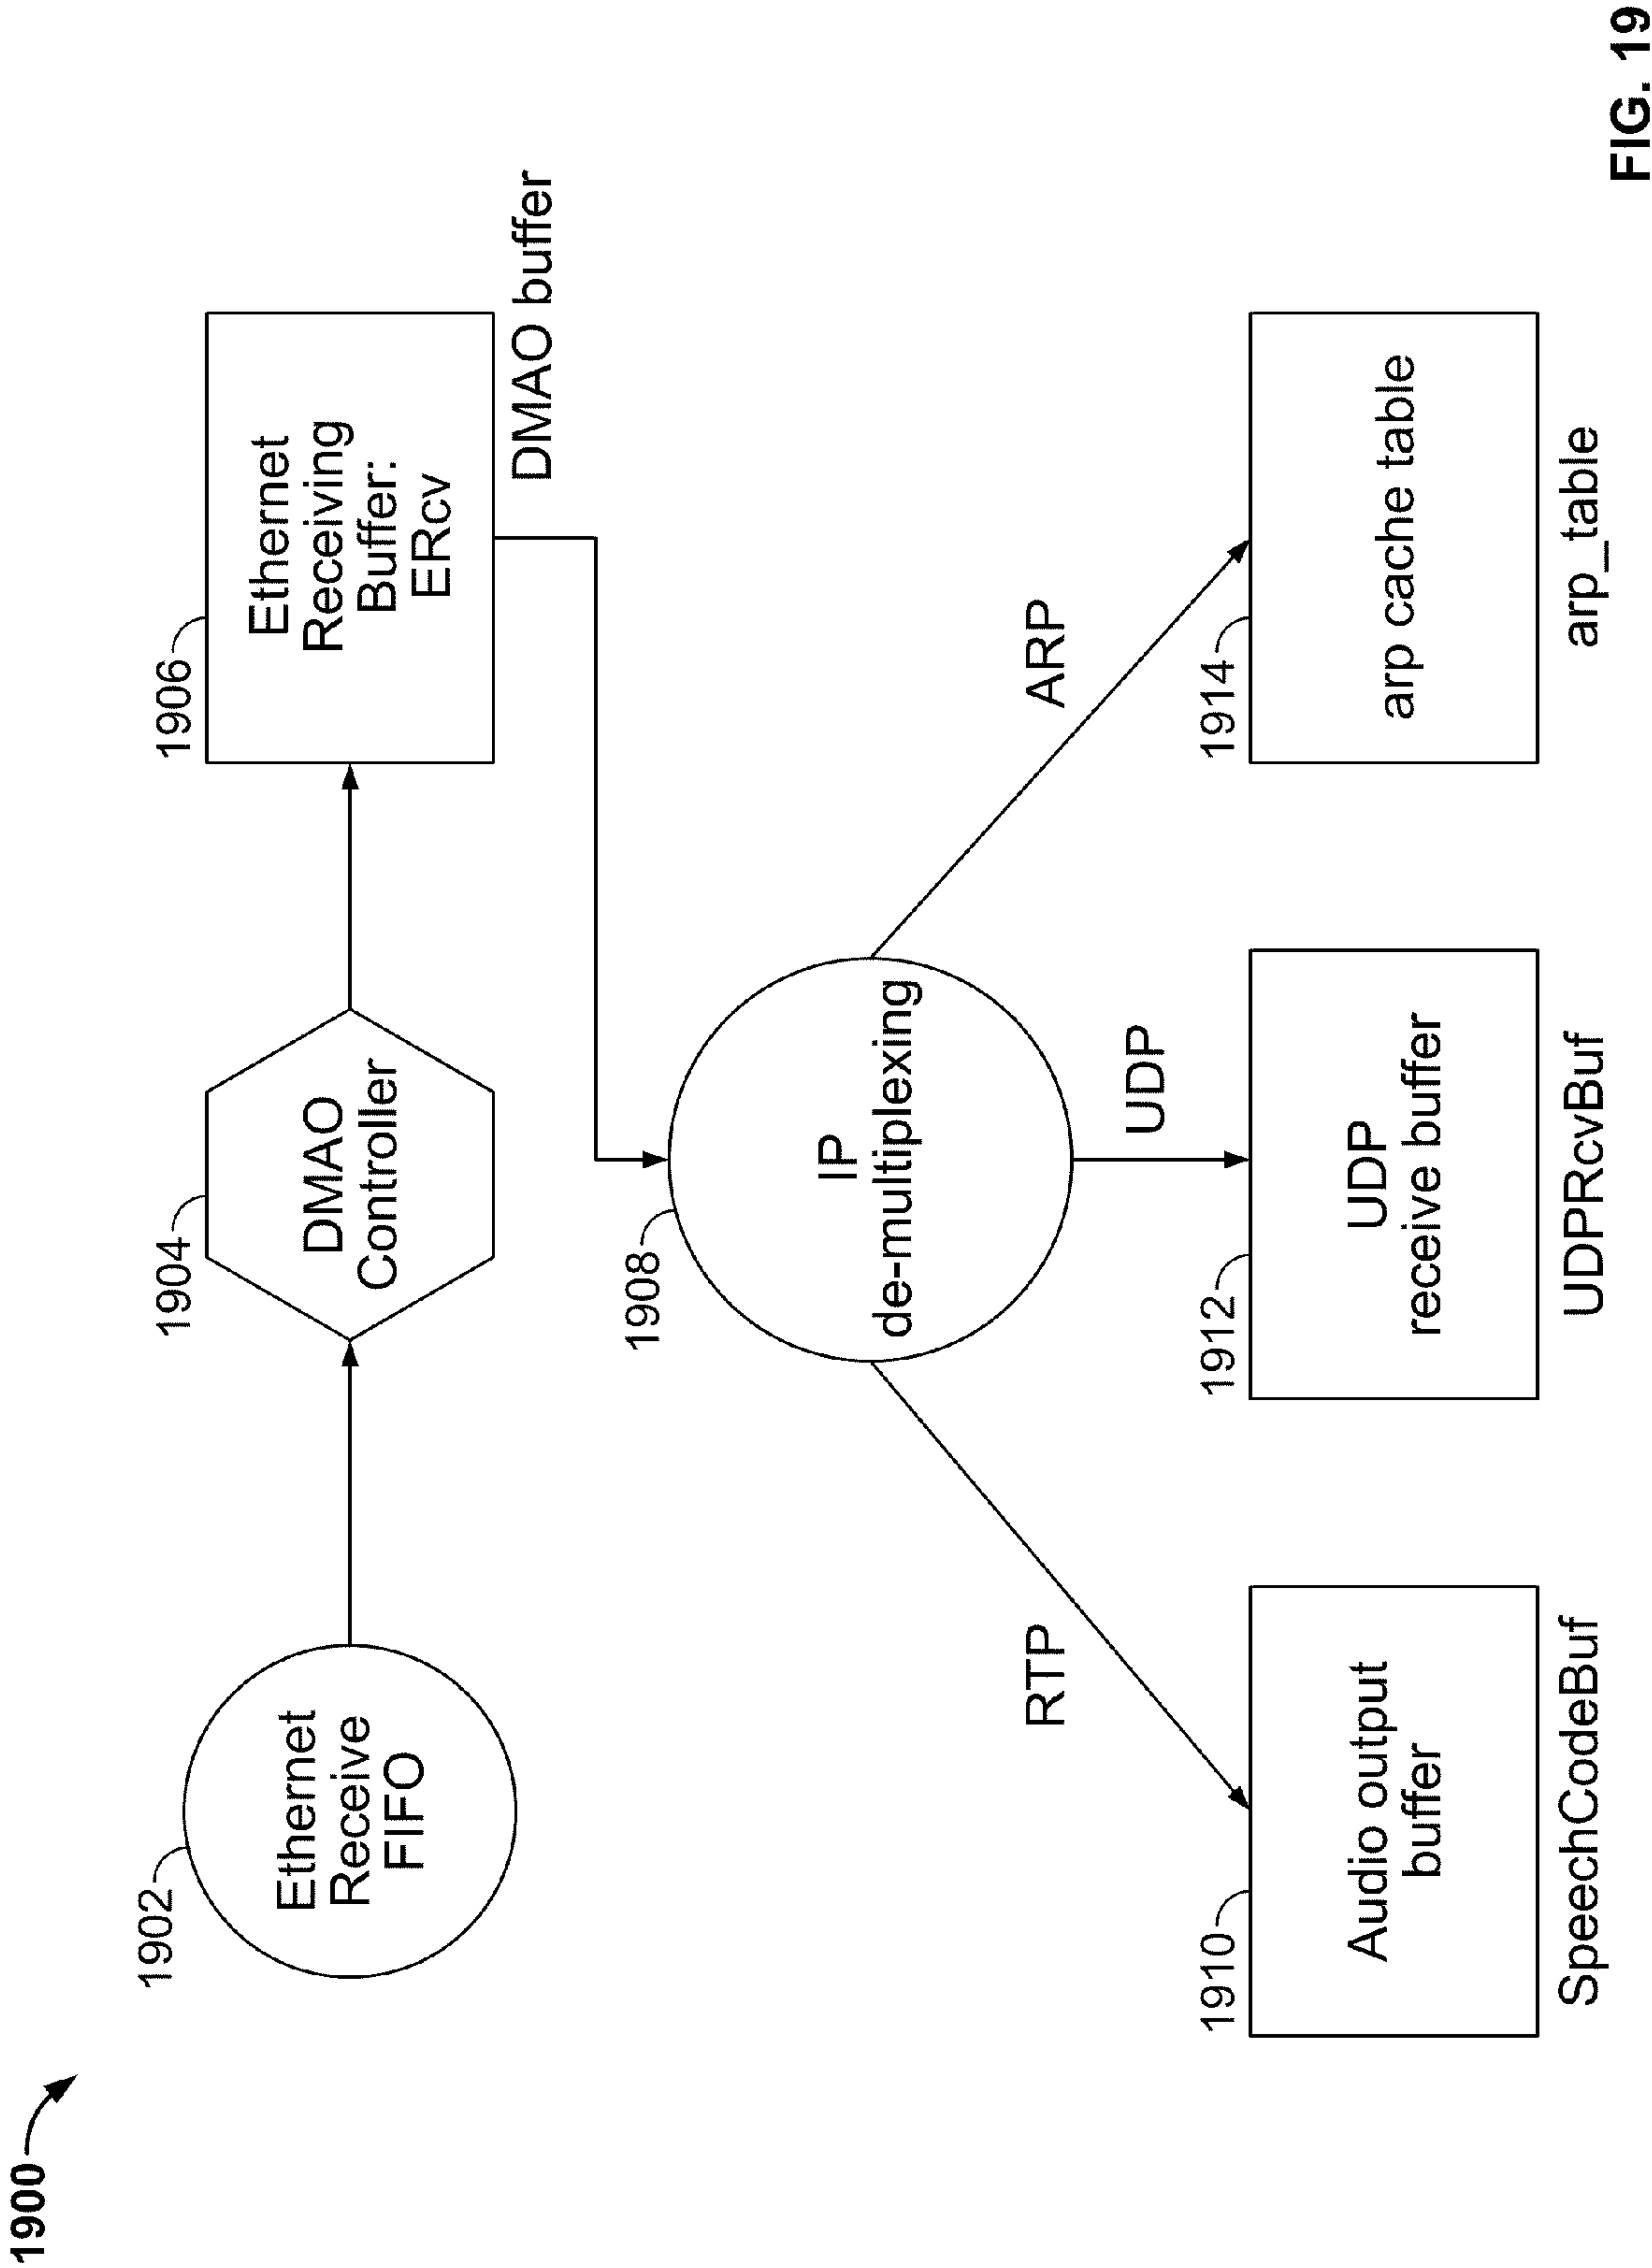 1900
1902
Ethernet
Receive
FIFO
1904
DMAO
Controller
1906
Ethernet
Receiving
Buffer:
ERcv
DMAO buffer
1908
IP
de-multiplexing
RTP
UDP
ARP
1910
Audio output
buffer
SpeechCodeBuf
1912
UDP
receive buffer
UDPRcvBuf
1914
arp cache table
arp_table
FIG. 19